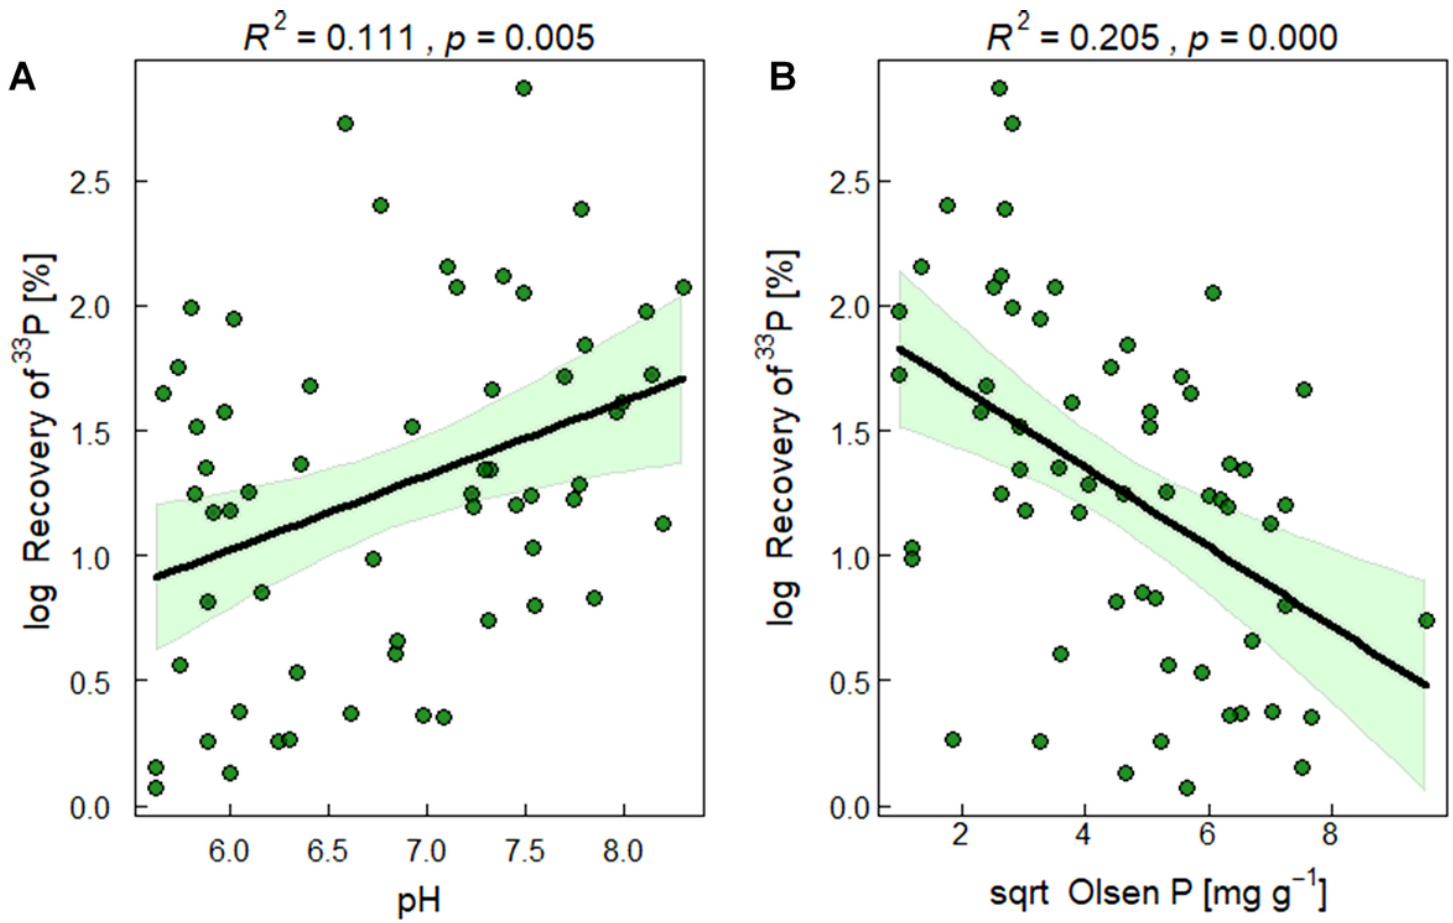 R² = 0.111 , p = 0.005
A
log Recovery of ³³P [%]
2.5
2.0
1.5
1.0
0.5
0.0
6.0 6.5 7.0 7.5 8.0
pH
R² = 0.205 , p = 0.000
B
log Recovery of ³³P [%]
2.5
2.0
1.5
1.0
0.5
0.0
2 4 6 8
sqrt Olsen P [mg g⁻¹]